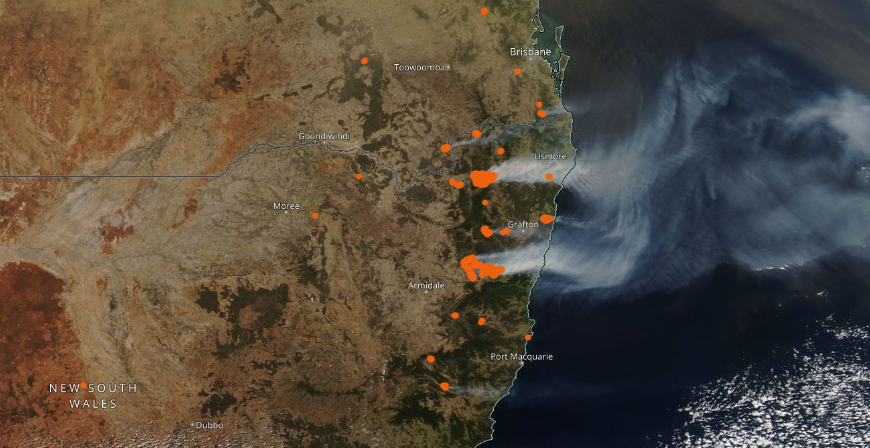 Brisbane
Toowoomba
Goondiwindi
Lismore
Moree
Grafton
Armidale
Port Macquarie
NEW SOUTH
WALES
Dubbo